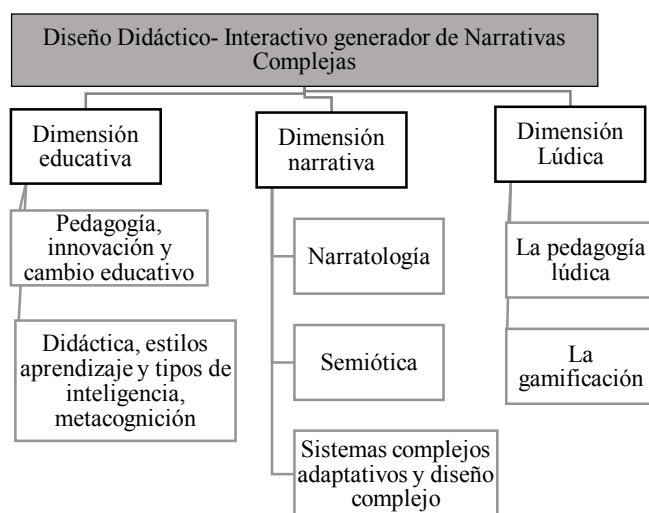 Diseño Didáctico- Interactivo generador de Narrativas
Complejas
Dimensión
educativa
Dimensión
narrativa
Dimensión
Lúdica
Pedagogía,
innovación y
cambio educativo
Narratología
La pedagogía
lúdica
Didáctica, estilos
aprendizaje y tipos de
inteligencia,
metacognición
Semiótica
La
gamificación
Sistemas complejos
adaptativos y diseño
complejo